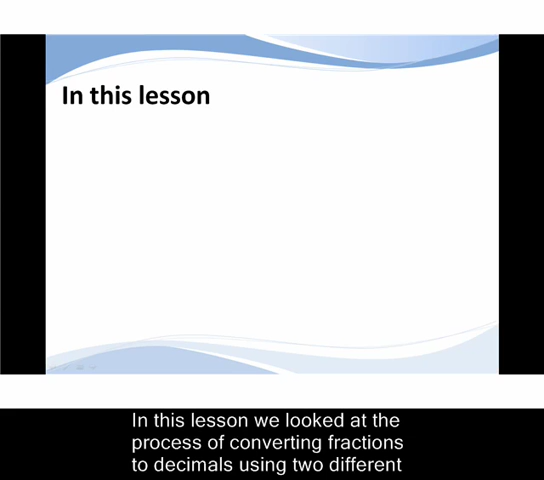 In this lesson
In this lesson we looked at the
process of converting fractions
to decimals using two different